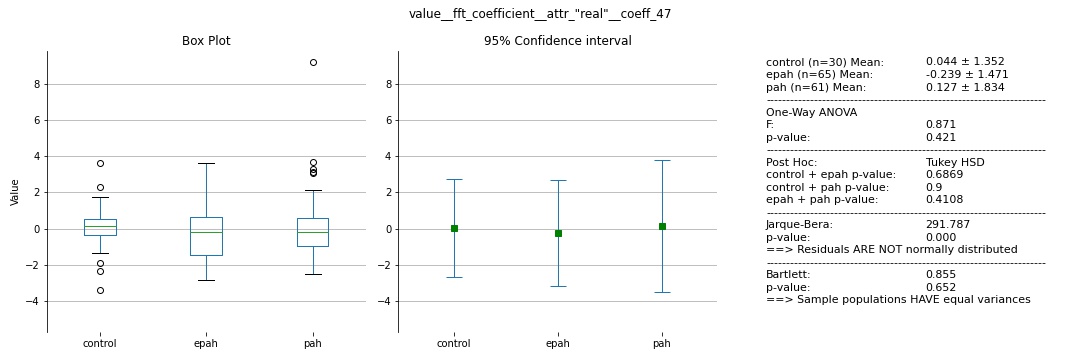 value__fft_coefficient__attr_"real"__coeff_47
Box Plot
Value
8
6
4
2
0
−2
−4
control
epah
pah
95% Confidence interval
8
6
4
2
0
−2
−4
control
epah
pah
control (n=30) Mean: 0.044 ± 1.352
epah (n=65) Mean: -0.239 ± 1.471
pah (n=61) Mean: 0.127 ± 1.834
One-Way ANOVA
F: 0.871
p-value: 0.421
Post Hoc: Tukey HSD
control + epah p-value: 0.6869
control + pah p-value: 0.9
epah + pah p-value: 0.4108
Jarque-Bera: 291.787
p-value: 0.000
==> Residuals ARE NOT normally distributed
Bartlett: 0.855
p-value: 0.652
==> Sample populations HAVE equal variances